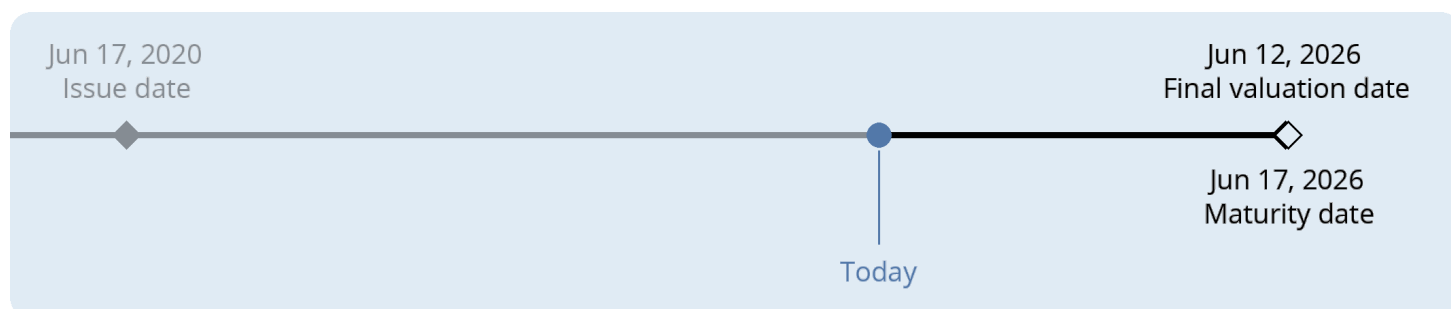 Jun 17, 2020
Issue date
Jun 12, 2026
Final valuation date
Jun 17, 2026
Maturity date
Today